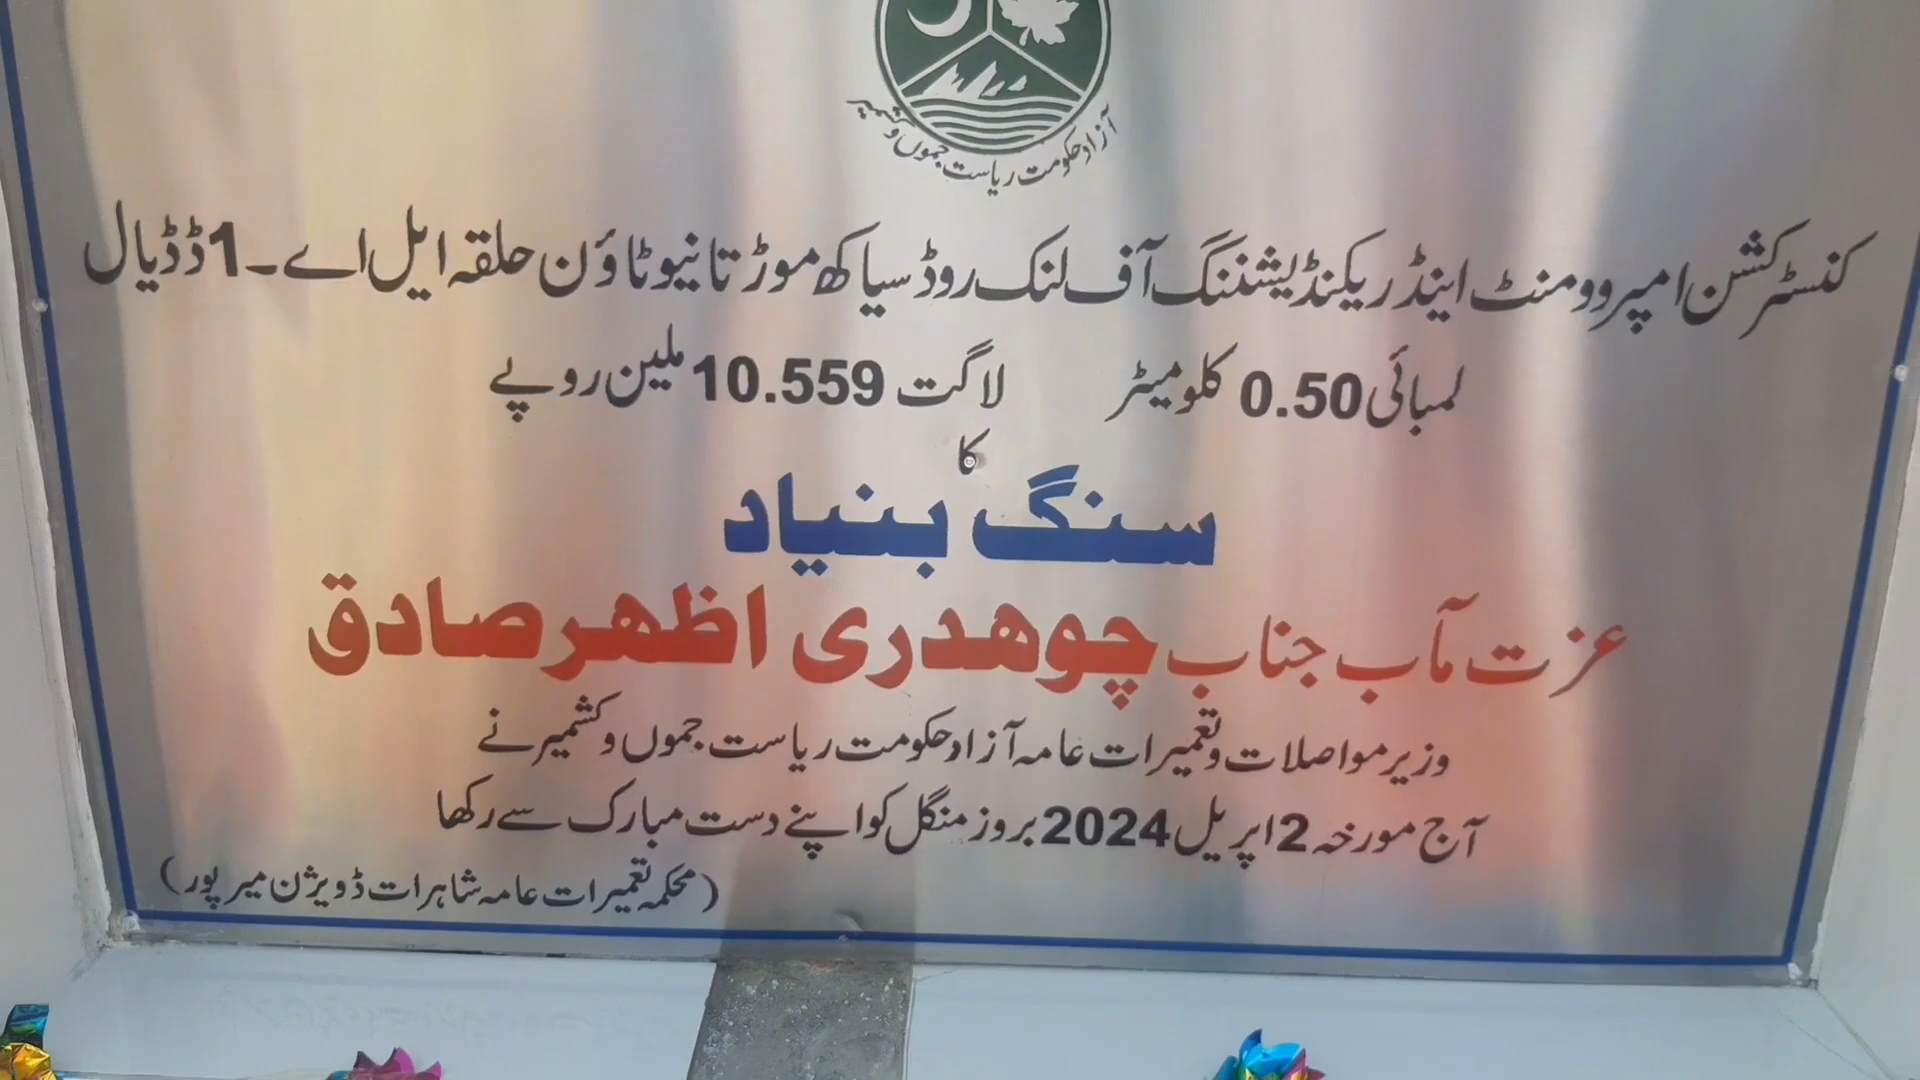 آزاد حکومت ریاست جموں و کشمیر
کنسٹرکشن امپروومنٹ اینڈ ریکنڈیشننگ آف لنک روڈ سیاکھ موڑ تا نیو ٹاؤن حلقہ ایل اے ۔1 ڈڈیال
لمبائی 0.50 کلومیٹر لاگت 10.559 ملین روپے
کا
سنگ بنیاد
عزت مآب جناب چوھدری اظھر صادق
وزیر مواصلات و تعمیرات عامہ آزاد حکومت ریاست جموں و کشمیر نے
آج مورخہ 2 اپریل 2024 بروز منگل کو اپنے دست مبارک سے رکھا
(محکمہ تعمیرات عامہ شاہرات ڈویژن میرپور)